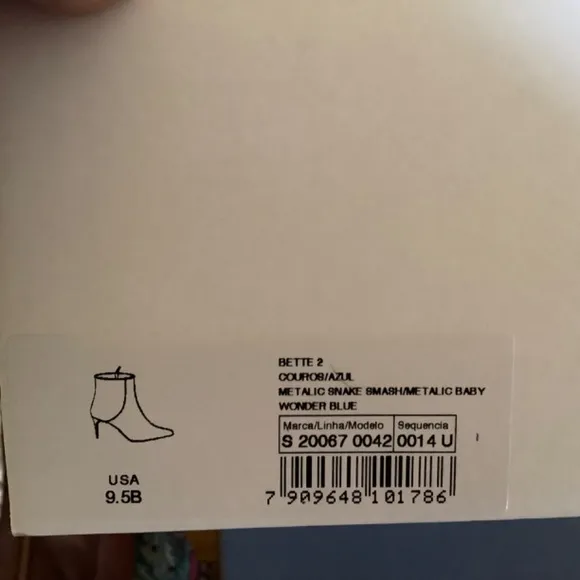 BETTE 2
COUROS/AZUL
METALIC SNAKE SMASH/METALIC BABY
WONDER BLUE
Marca/Linha/Modelo Sequencia
S 20067 0042 0014 U
7 909648 101786
USA
9.5B